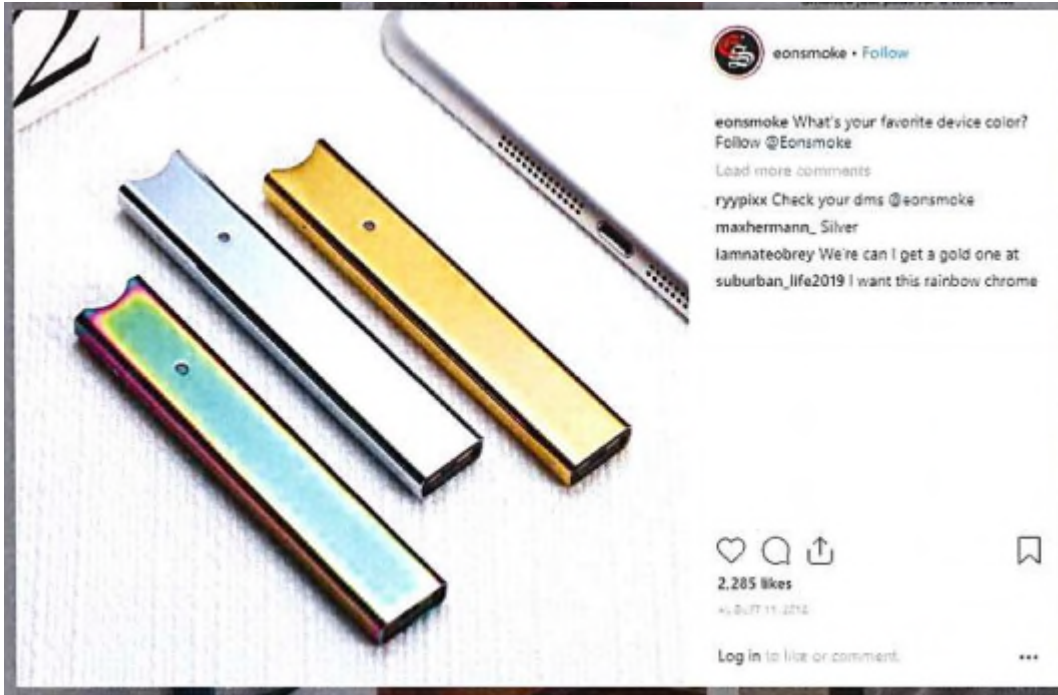 2
eonsmoke • Follow
eonsmoke What's your favorite device color?
Follow @Eonsmoke
Load more comments
ryypixx Check your dms @eonsmoke
maxhermann_ Silver
iamnateobrey We're can I get a gold one at
suburban_life2019 I want this rainbow chrome
2,285 likes
Log in to like or comment.